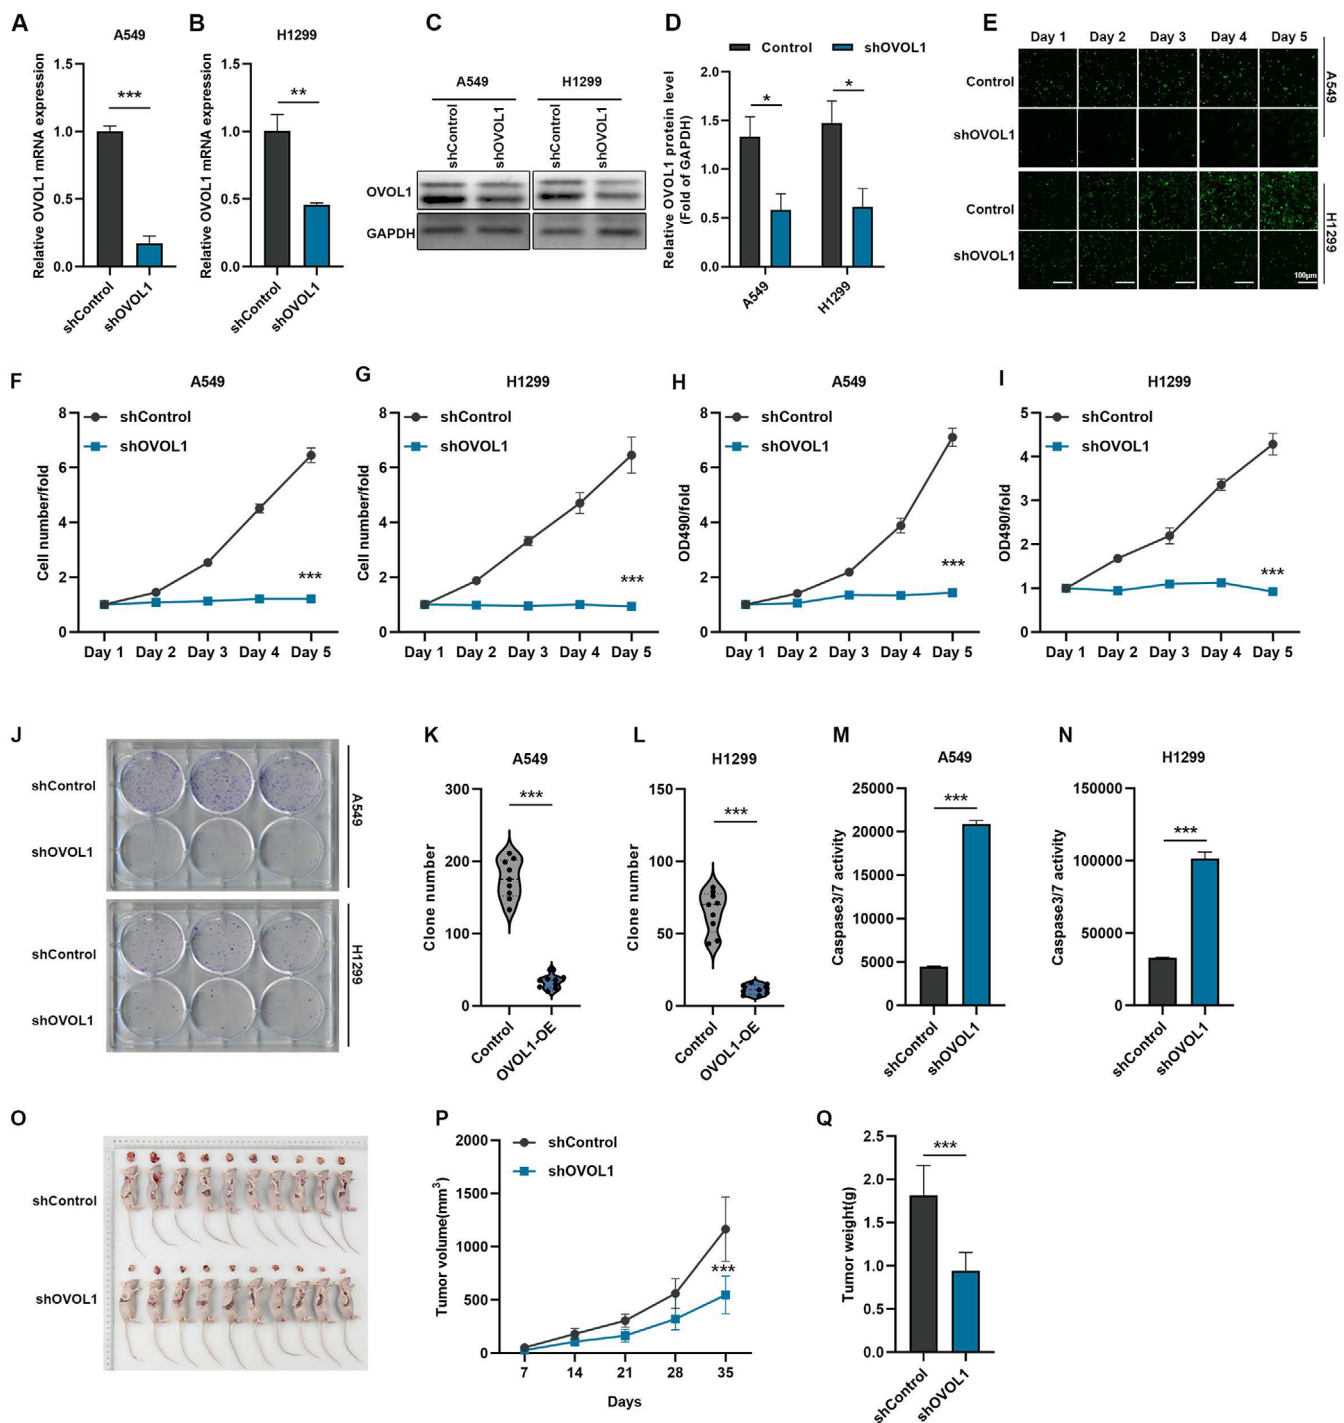 A
A549
Relative OVOL1 mRNA expression
1.5
1.0
0.5
0.0
***
shControl
shOVOL1
B
H1299
Relative OVOL1 mRNA expression
1.5
1.0
0.5
0.0
**
shControl
shOVOL1
C
A549
H1299
shControl
shOVOL1
shControl
shOVOL1
OVOL1
GAPDH
D
Control
shOVOL1
Relative OVOL1 protein level
(Fold of GAPDH)
2.0
1.5
1.0
0.5
0.0
*
*
A549
H1299
E
Day 1
Day 2
Day 3
Day 4
Day 5
Control
shOVOL1
A549
Control
shOVOL1
H1299
100μm
F
A549
shControl
shOVOL1
Cell number/fold
8
6
4
2
0
***
Day 1
Day 2
Day 3
Day 4
Day 5
G
H1299
shControl
shOVOL1
Cell number/fold
8
6
4
2
0
***
Day 1
Day 2
Day 3
Day 4
Day 5
H
A549
shControl
shOVOL1
OD490/fold
8
6
4
2
0
***
Day 1
Day 2
Day 3
Day 4
Day 5
I
H1299
shControl
shOVOL1
OD490/fold
5
4
3
2
1
0
***
Day 1
Day 2
Day 3
Day 4
Day 5
J
shControl
shOVOL1
A549
shControl
shOVOL1
H1299
K
A549
Clone number
300
200
100
0
***
Control
OVOL1-OE
L
H1299
Clone number
150
100
50
0
***
Control
OVOL1-OE
M
A549
Caspase3/7 activity
25000
20000
15000
10000
5000
0
***
shControl
shOVOL1
N
H1299
Caspase3/7 activity
150000
100000
50000
0
***
shControl
shOVOL1
O
shControl
shOVOL1
P
shControl
shOVOL1
Tumor volume(mm³)
2000
1500
1000
500
0
***
7
14
21
28
35
Days
Q
Tumor weight(g)
2.5
2.0
1.5
1.0
0.5
0.0
***
shControl
shOVOL1